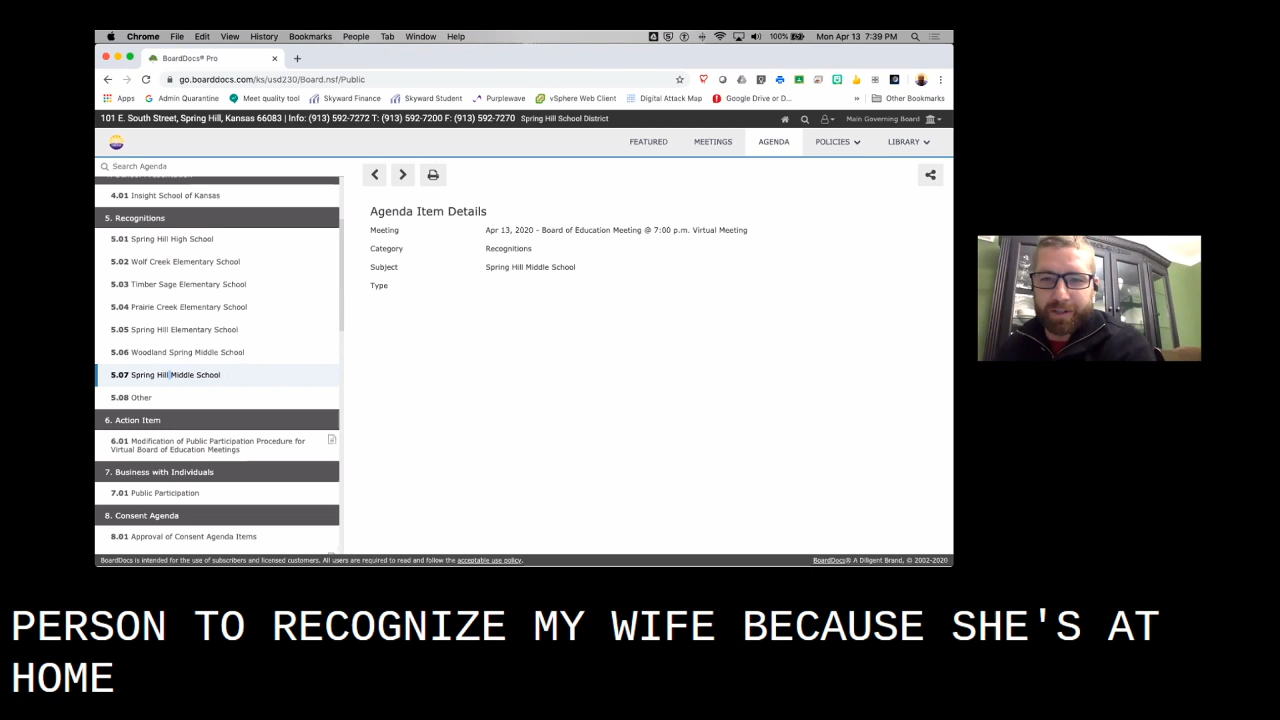 Chrome File Edit View History Bookmarks People Tab Window Help 100% Mon Apr 13 7:39 PM
BoardDocs® Pro
go.boarddocs.com/ks/usd230/Board.nsf/Public
Apps Admin Quarantine Meet quality tool Skyward Finance Skyward Student Purplewave vSphere Web Client Digital Attack Map Google Drive or D... » Other Bookmarks
101 E. South Street, Spring Hill, Kansas 66083 | Info: (913) 592-7272 T: (913) 592-7200 F: (913) 592-7270 Spring Hill School District Main Governing Board
FEATURED MEETINGS AGENDA POLICIES LIBRARY
Search Agenda
4.01 Insight School of Kansas
5. Recognitions
5.01 Spring Hill High School
5.02 Wolf Creek Elementary School
5.03 Timber Sage Elementary School
5.04 Prairie Creek Elementary School
5.05 Spring Hill Elementary School
5.06 Woodland Spring Middle School
5.07 Spring Hill Middle School
5.08 Other
6. Action Item
6.01 Modification of Public Participation Procedure for
Virtual Board of Education Meetings
7. Business with Individuals
7.01 Public Participation
8. Consent Agenda
8.01 Approval of Consent Agenda Items
Agenda Item Details
Meeting Apr 13, 2020 - Board of Education Meeting @ 7:00 p.m. Virtual Meeting
Category Recognitions
Subject Spring Hill Middle School
Type
BoardDocs is intended for the use of subscribers and licensed customers. All users are required to read and follow the acceptable use policy. BoardDocs® A Diligent Brand, © 2002-2020
PERSON TO RECOGNIZE MY WIFE BECAUSE SHE'S AT
HOME